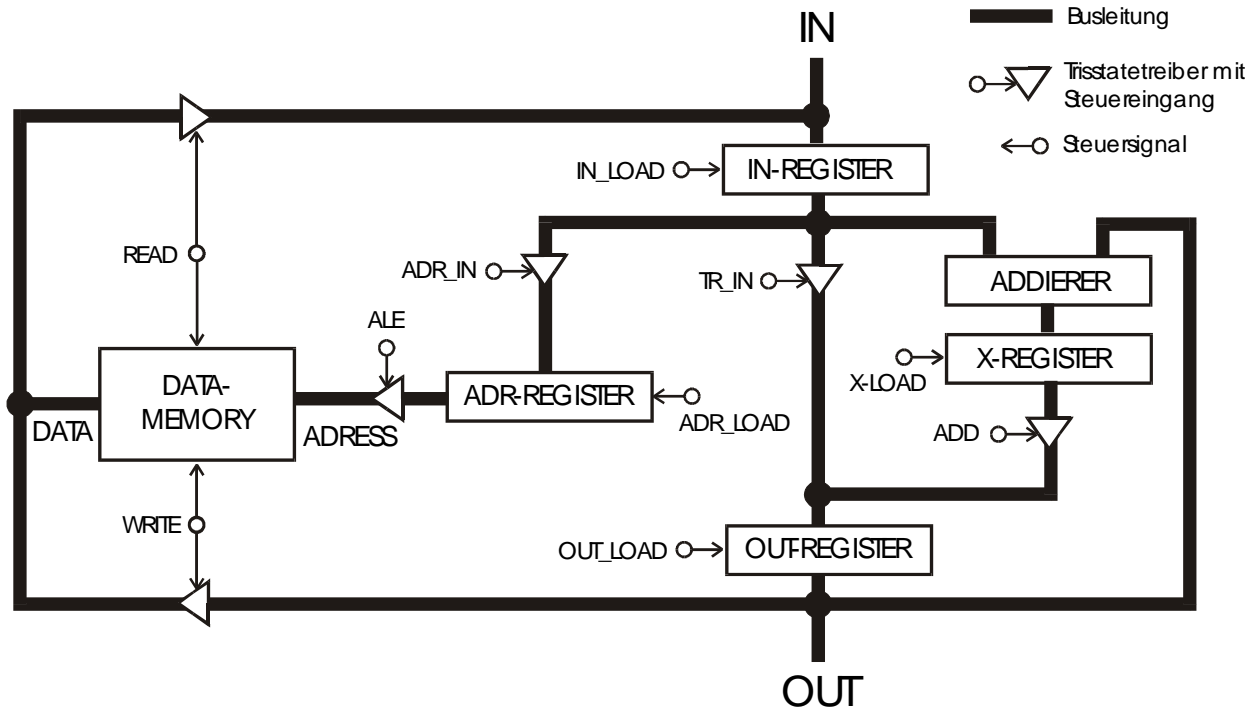 IN
Busleitung
Trisstatetreiber mit
Steuereingang
Steuersignal
IN_LOAD
IN-REGISTER
READ
ADR_IN
TR_IN
ADDIERER
ALE
X-REGISTER
X-LOAD
DATA-
MEMORY
ADR-REGISTER
ADR_LOAD
DATA
ADRESS
ADD
WRITE
OUT_LOAD
OUT-REGISTER
OUT